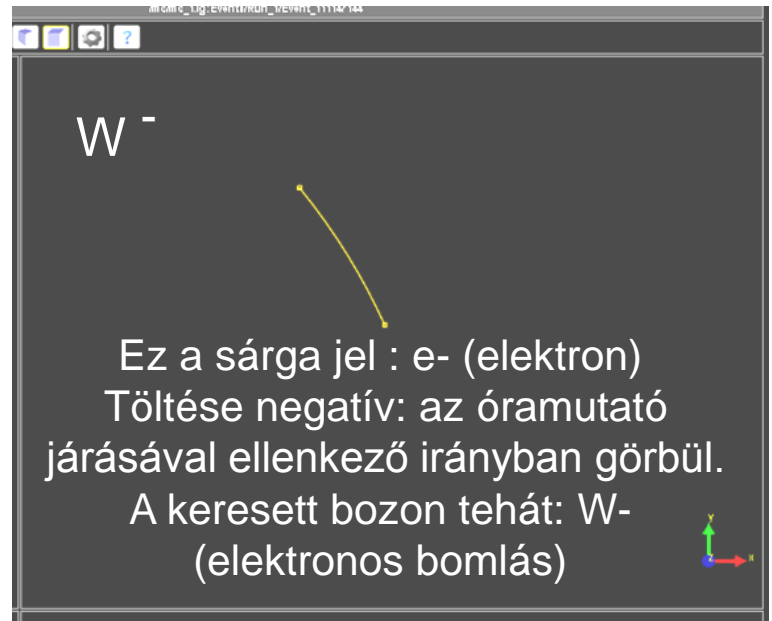 ?
W -
Ez a sárga jel : e- (elektron)
Töltése negatív: az óramutató
járásával ellenkező irányban görbül.
A keresett bozon tehát: W-
(elektronos bomlás)
Y
X
Z